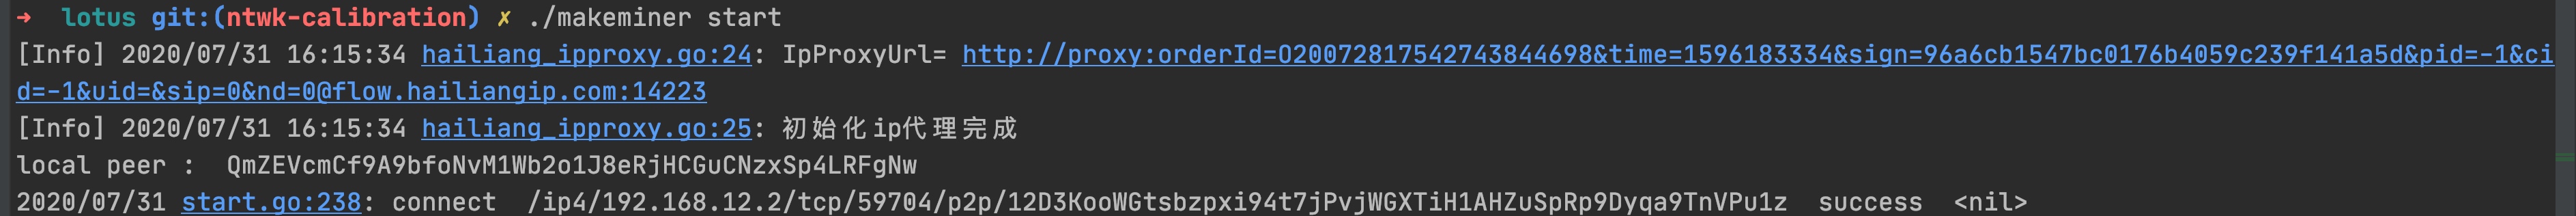 ➜  lotus git:(ntwk-calibration) ✗ ./makeminer start
[Info] 2020/07/31 16:15:34 hailiang_ipproxy.go:24: IpProxyUrl= http://proxy:orderId=O20072817542743844698&time=1596183334&sign=96a6cb1547bc0176b4059c239f141a5d&pid=-1&ci
d=-1&uid=&sip=0&nd=0@flow.hailiangip.com:14223
[Info] 2020/07/31 16:15:34 hailiang_ipproxy.go:25: 初始化ip代理完成
local peer :  QmZEVcmCf9A9bfoNvM1Wb2o1J8eRjHCGuCNzxSp4LRFgNw
2020/07/31 start.go:238: connect  /ip4/192.168.12.2/tcp/59704/p2p/12D3KooWGtsbzpxi94t7jPvjWGXTiH1AHZuSpRp9Dyqa9TnVPu1z  success  <nil>